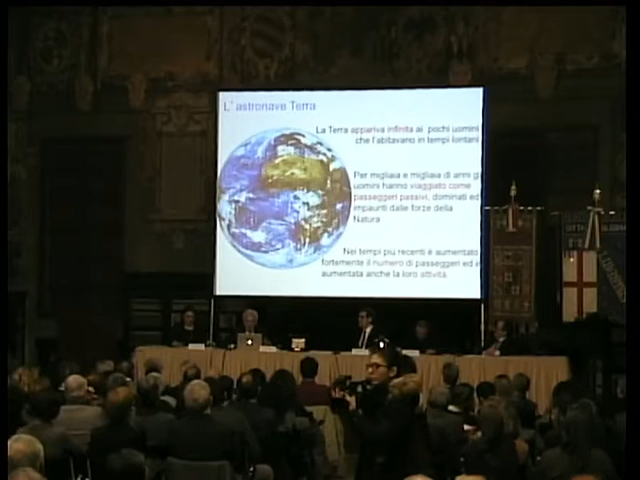 L'astronave Terra
La Terra appariva infinita ai pochi uomini
che l'abitavano in tempi lontani
Per migliaia e migliaia di anni g
uomini hanno viaggiato come
passeggeri passivi, dominati ed
impauriti dalle forze della
Natura
Nei tempi più recenti è aumentato
fortemente il numero di passeggeri ed è
aumentata anche la loro attività